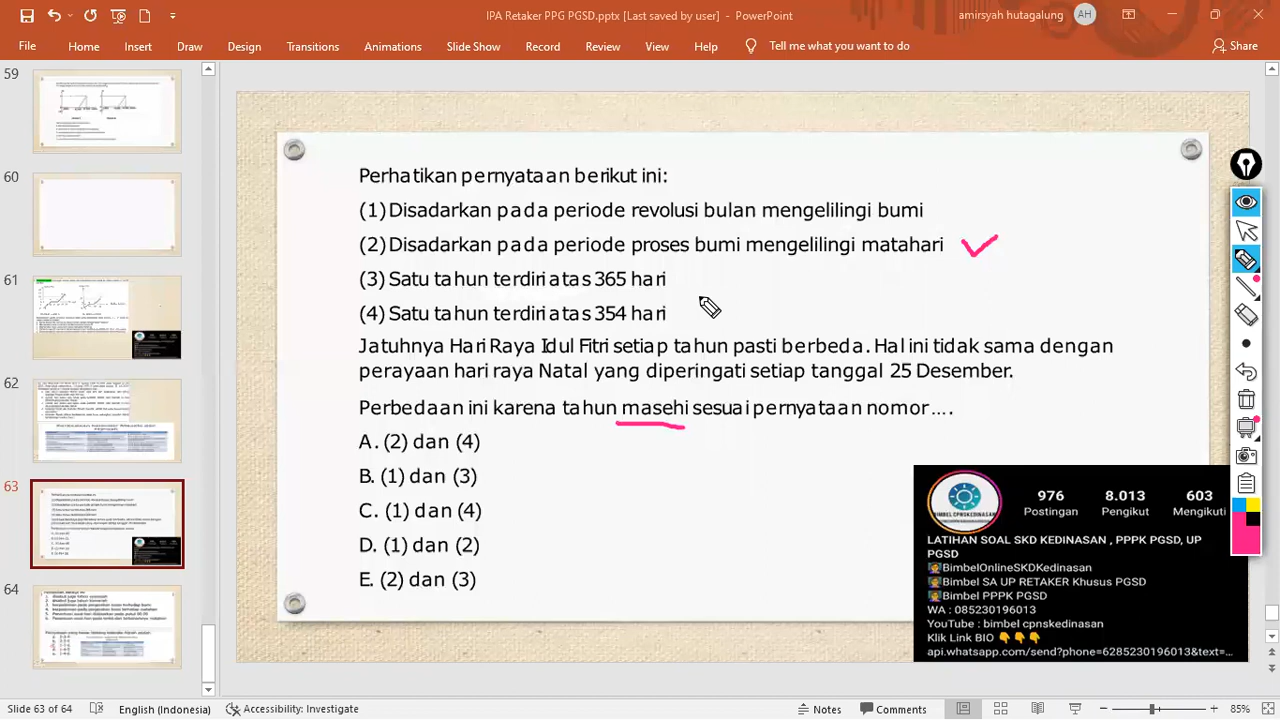 IPA Retaker PPG PGSD.pptx [Last saved by user] - PowerPoint
amirsyah hutagalung
AH
File Home Insert Draw Design Transitions Animations Slide Show Record Review View Help Tell me what you want to do Share
59
60
61
62
63
64
Perhatikan pernyataan berikut ini:
(1) Disadarkan pada periode revolusi bulan mengelilingi bumi
(2) Disadarkan pada periode proses bumi mengelilingi matahari
(3) Satu tahun terdiri atas 365 hari
(4) Satu tahun terdiri atas 354 hari
Jatuhnya Hari Raya Idul Fitri setiap tahun pasti berbeda. Hal ini tidak sama dengan
perayaan hari raya Natal yang diperingati setiap tanggal 25 Desember.
Perbedaan ini karena tahun masehi sesuai pernyataan nomor ....
A. (2) dan (4)
B. (1) dan (3)
C. (1) dan (4)
D. (1) dan (2)
E. (2) dan (3)
BIMBEL CPNSKEDINASAN
976 8.013 603
Postingan Pengikut Mengikuti
LATIHAN SOAL SKD KEDINASAN , PPPK PGSD, UP
PGSD
BimbelOnlineSKDKedinasan
Bimbel SA UP RETAKER Khusus PGSD
Bimbel PPPK PGSD
WA : 085230196013
YouTube : bimbel cpnskedinasan
Klik Link BIO 👇👇👇
api.whatsapp.com/send?phone=6285230196013&text=...
Slide 63 of 64 English (Indonesia) Accessibility: Investigate Notes Comments 85%